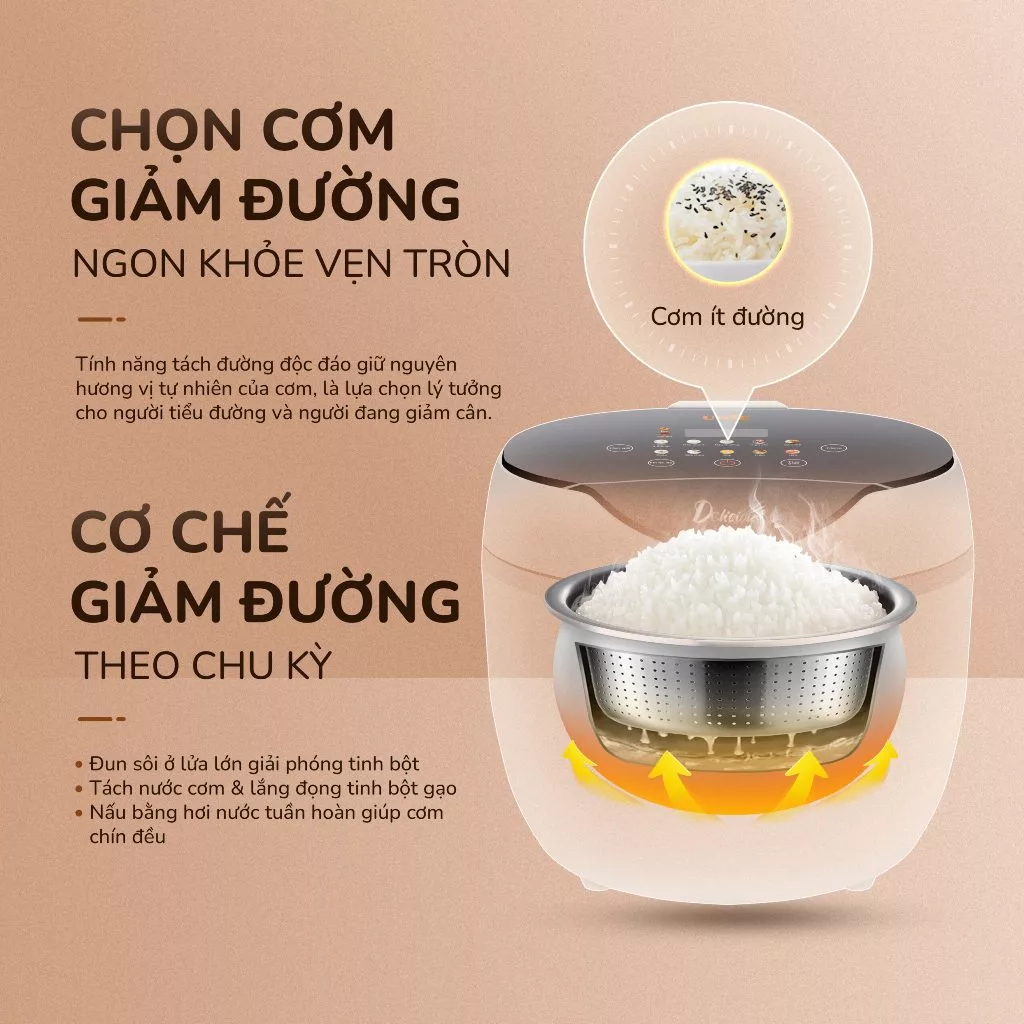 CHỌN CƠM
GIẢM ĐƯỜNG
NGON KHỎE VẸN TRÒN
Tính năng tách đường độc đáo giữ nguyên
hương vị tự nhiên của cơm, là lựa chọn lý tưởng
cho người tiểu đường và người đang giảm cân.
Cơm ít đường
Delicious
CƠ CHẾ
GIẢM ĐƯỜNG
THEO CHU KỲ
• Đun sôi ở lửa lớn giải phóng tinh bột
• Tách nước cơm & lắng đọng tinh bột gạo
• Nấu bằng hơi nước tuần hoàn giúp cơm
chín đều